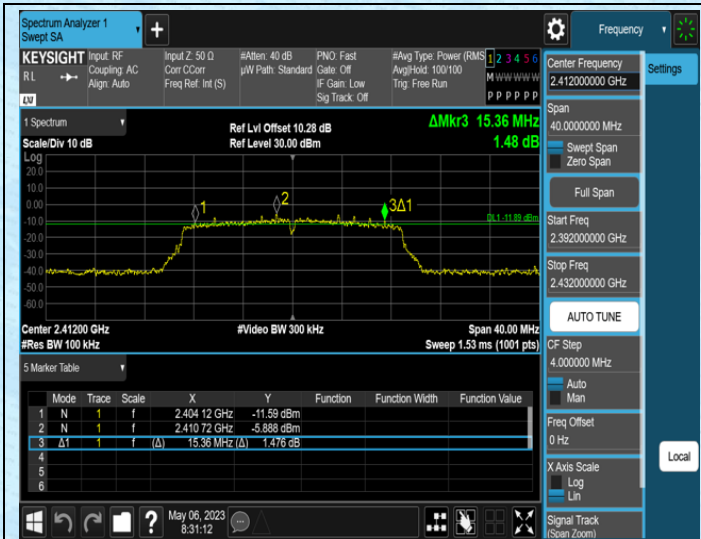 Spectrum Analyzer 1
Swept SA
Frequency
KEYSIGHT Input: RF Input Z: 50 Ω #Atten: 40 dB PNO: Fast #Avg Type: Power (RMS 1 2 3 4 5 6
RL Coupling: AC Corr CCorr µW Path: Standard Gate: Off Avg|Hold: 100/100 M W W W W W
Align: Auto Freq Ref: Int (S) IF Gain: Low Trig: Free Run
Sig Track: Off P P P P P P
LXI
Center Frequency
2.412000000 GHz
Settings
Span
40.0000000 MHz
Swept Span
Zero Span
Full Span
Start Freq
2.392000000 GHz
Stop Freq
2.432000000 GHz
AUTO TUNE
CF Step
4.000000 MHz
Auto
Man
Freq Offset
0 Hz
X Axis Scale
Log
Lin
Signal Track
(Span Zoom)
Local
1 Spectrum
Ref Lvl Offset 10.28 dB
ΔMkr3 15.36 MHz
Scale/Div 10 dB
Ref Level 30.00 dBm
1.48 dB
Log
20.0
10.0
0.00
-10.0
-20.0
-30.0
-40.0
-50.0
-60.0
1
2
3Δ1
DL1 -11.89 dBm
Center 2.41200 GHz #Video BW 300 kHz Span 40.00 MHz
#Res BW 100 kHz Sweep 1.53 ms (1001 pts)
5 Marker Table
Mode Trace Scale X Y Function Function Width Function Value
1 N 1 f 2.404 12 GHz -11.59 dBm
2 N 1 f 2.410 72 GHz -5.888 dBm
3 Δ1 1 f (Δ) 15.36 MHz (Δ) 1.476 dB
4
5
6
May 06, 2023
8:31:12